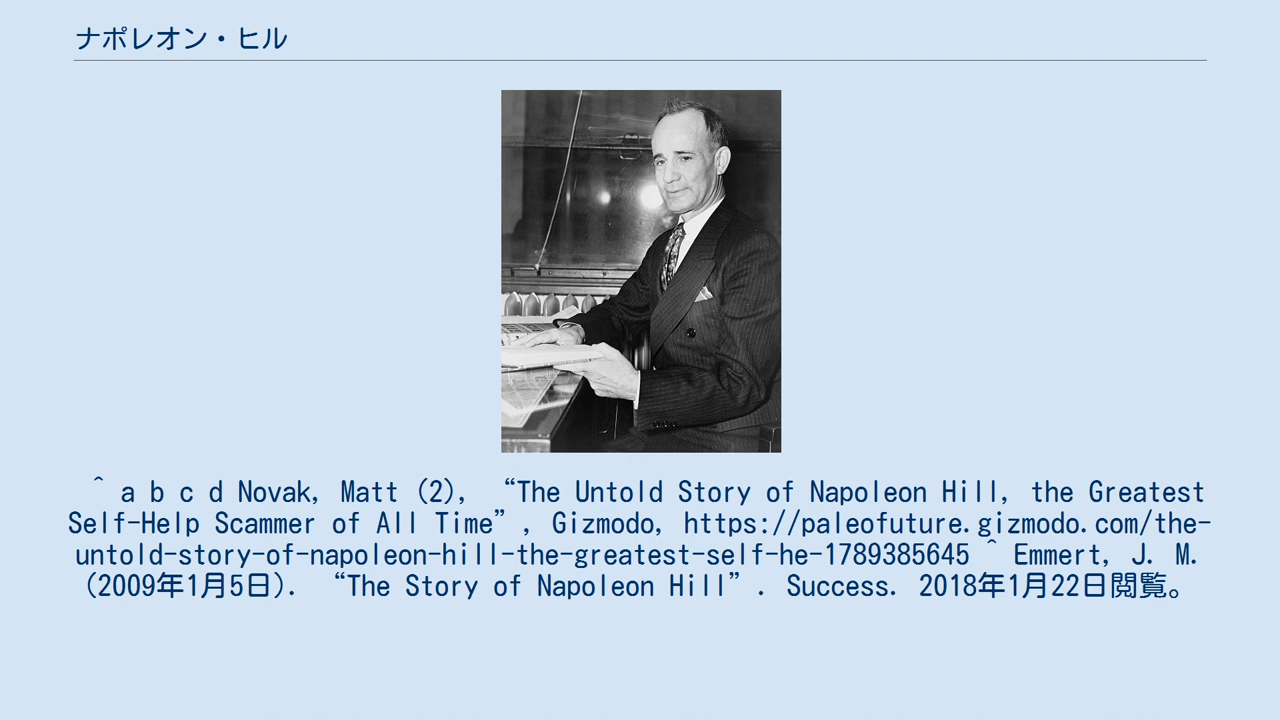 ナポレオン・ヒル
^ a b c d Novak, Matt (2), “The Untold Story of Napoleon Hill, the Greatest
Self-Help Scammer of All Time”, Gizmodo, https://paleofuture.gizmodo.com/the-
untold-story-of-napoleon-hill-the-greatest-self-he-1789385645 ^ Emmert, J. M.
(2009年1月5日). “The Story of Napoleon Hill”. Success. 2018年1月22日閲覧。